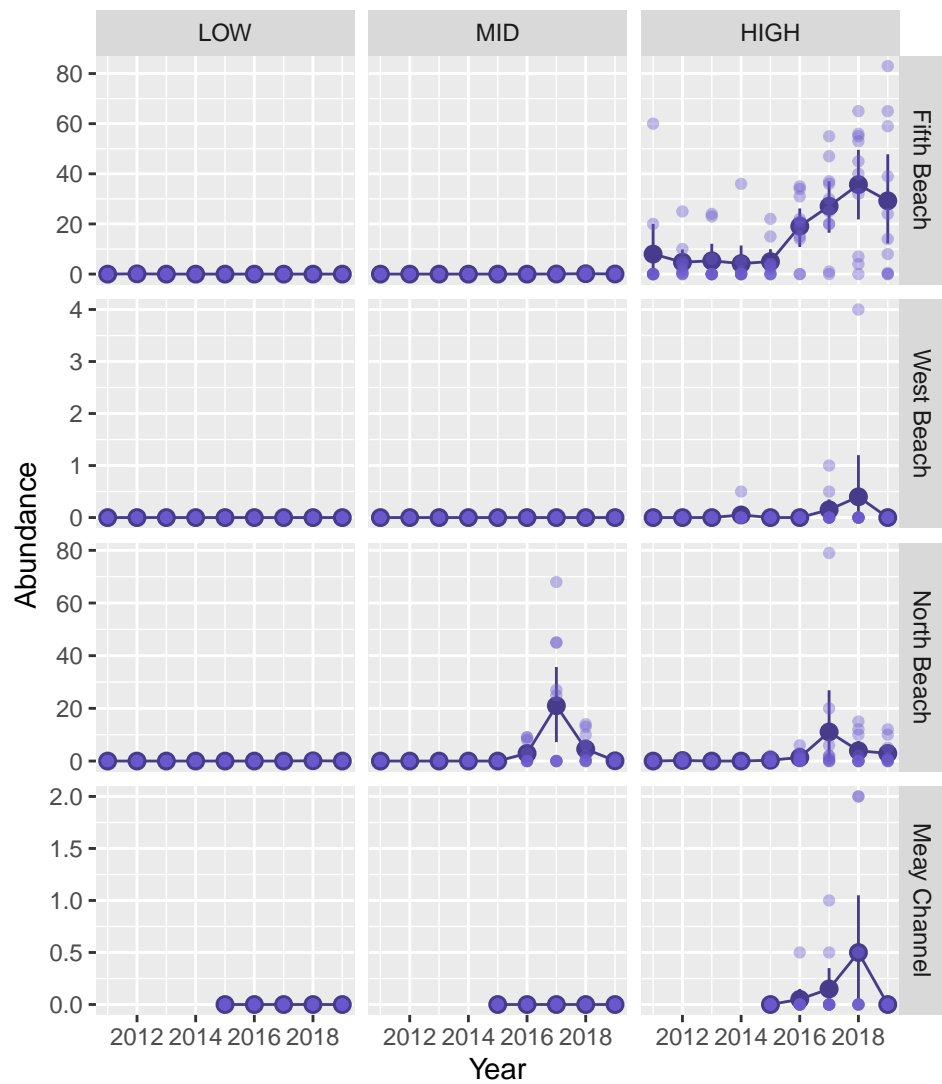 LOW MID HIGH
80
60
40
20
0
Fifth Beach
4
3
2
1
0
West Beach
80
60
40
20
0
North Beach
2.0
1.5
1.0
0.5
0.0
Meay Channel
Abundance
2012 2014 2016 2018 2012 2014 2016 2018 2012 2014 2016 2018
Year